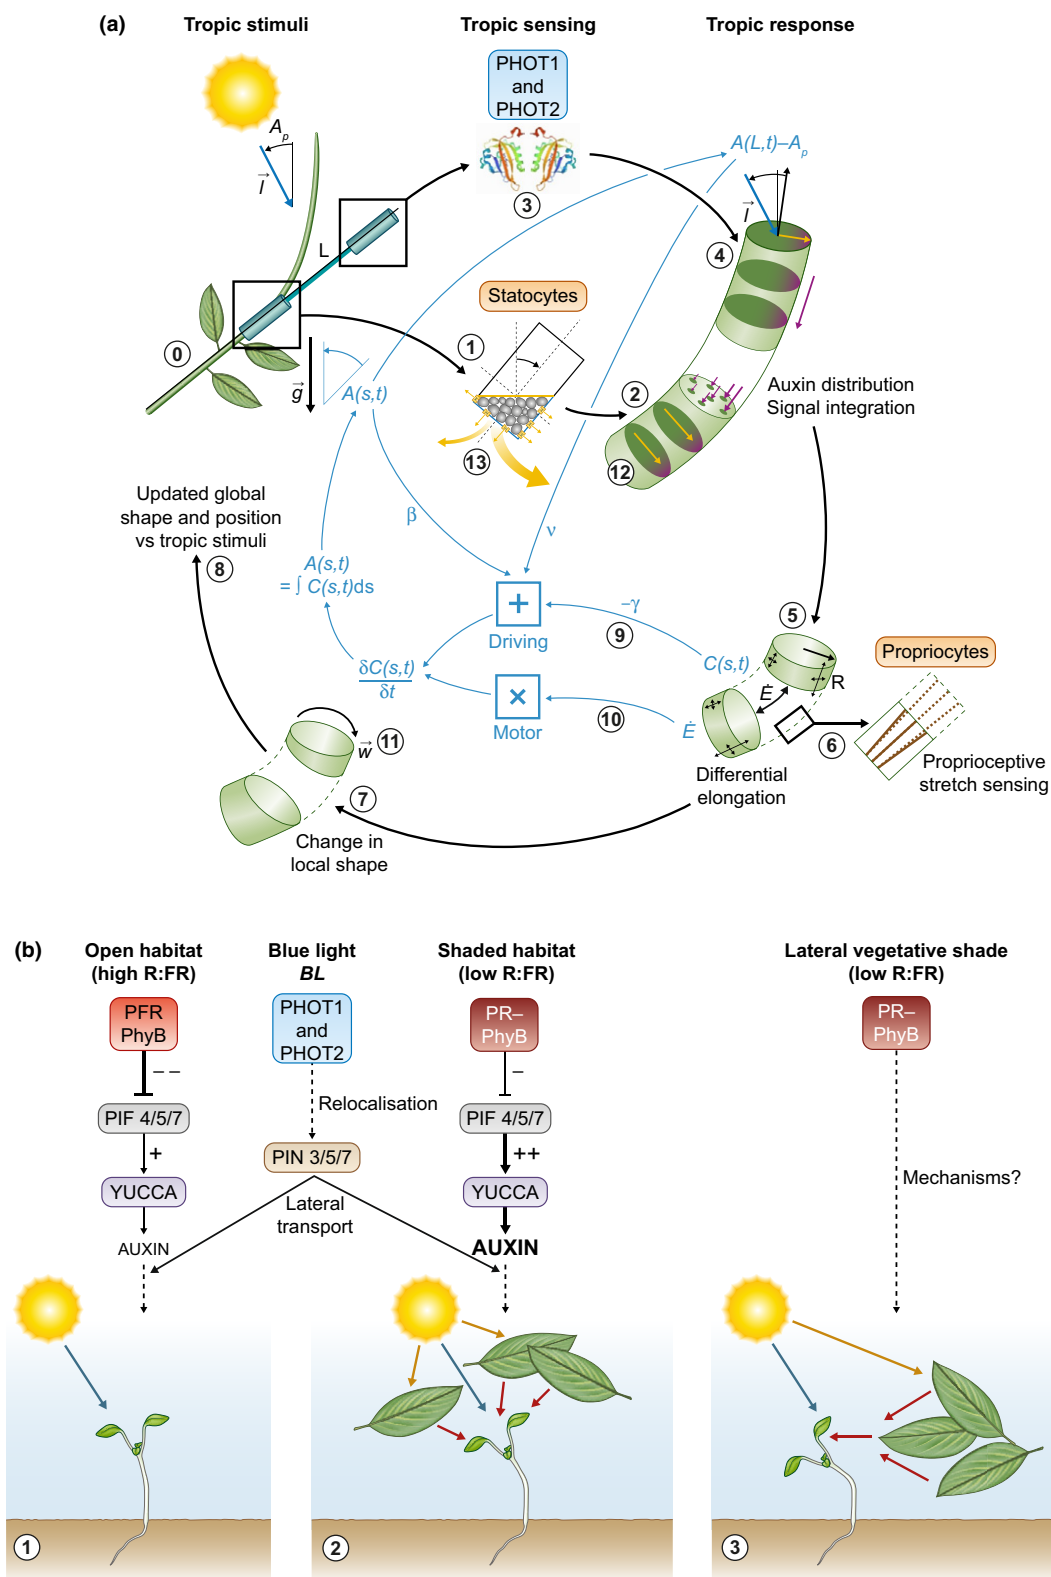 (a)
Tropic stimuli
Tropic sensing
Tropic response
PHOT1
and
PHOT2
A(L,t)–Ap
Ap
I
I
3
4
L
Statocytes
0
1
g
A(s,t)
2
Auxin distribution
Signal integration
13
12
Updated global
shape and position
vs tropic stimuli
8
β
ν
A(s,t)
= ∫ C(s,t)ds
+
Driving
–γ
9
5
Propriocytes
C(s,t)
Ė
R
δC(s,t)
δt
×
Motor
10
Ė
6
11
w
Differential
elongation
Proprioceptive
stretch sensing
7
Change in
local shape
(b)
Open habitat
(high R:FR)
Blue light
BL
Shaded habitat
(low R:FR)
Lateral vegetative shade
(low R:FR)
PFR
PhyB
PHOT1
and
PHOT2
PR–
PhyB
PR–
PhyB
– –
–
Relocalisation
PIF 4/5/7
PIF 4/5/7
+
++
PIN 3/5/7
Mechanisms?
YUCCA
YUCCA
Lateral
transport
AUXIN
AUXIN
1
2
3